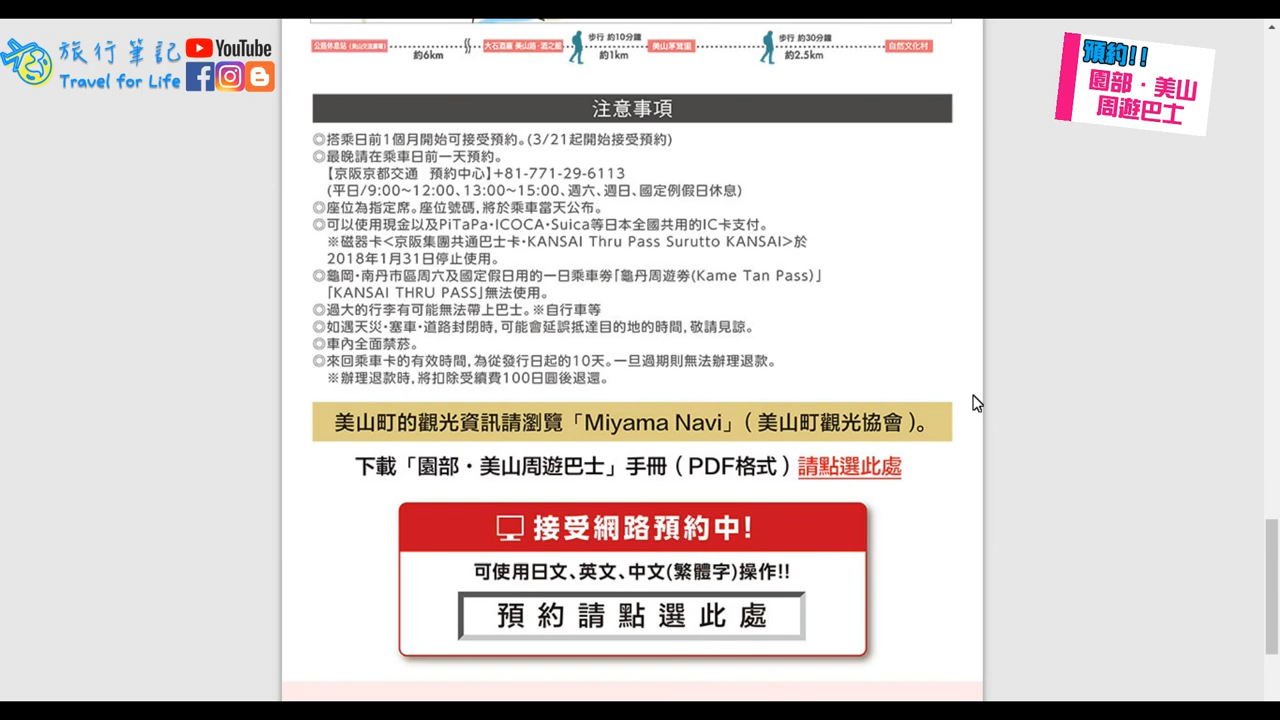 旅行筆記
YouTube
Travel for Life
預約!!
園部・美山
周遊巴士
公路休息站（美山交流廣場）
約6km
大石酒藏 美山路・酒之館
步行 約10分鐘
約1km
美山茅茸里
步行 約30分鐘
約2.5km
自然文化村
注意事項
◎搭乘日前1個月開始可接受預約。(3/21起開始接受預約)
◎最晚請在乘車日前一天預約。
【京阪京都交通　預約中心】+81-771-29-6113
(平日/9:00~12:00、13:00~15:00、週六、週日、國定例假日休息)
◎座位為指定席。座位號碼,將於乘車當天公布。
◎可以使用現金以及PiTaPa・ICOCA・Suica等日本全國共用的IC卡支付。
※磁器卡<京阪集團共通巴士卡・KANSAI Thru Pass Surutto KANSAI>於
2018年1月31日停止使用。
◎龜岡・南丹市區周六及國定假日用的一日乘車劵「龜丹周遊劵(Kame Tan Pass)」
「KANSAI THRU PASS」無法使用。
◎過大的行李有可能無法帶上巴士。※自行車等
◎如遇天災・塞車・道路封閉時,可能會延誤抵達目的地的時間,敬請見諒。
◎車內全面禁菸。
◎來回乘車卡的有效時間,為從發行日起的10天。一旦過期則無法辦理退款。
※辦理退款時,將扣除受續費100日圓後退還。
美山町的觀光資訊請瀏覽「Miyama Navi」（美山町觀光協會）。
下載「園部・美山周遊巴士」手冊（PDF格式）請點選此處
接受網路預約中!
可使用日文、英文、中文(繁體字)操作!!
預約請點選此處